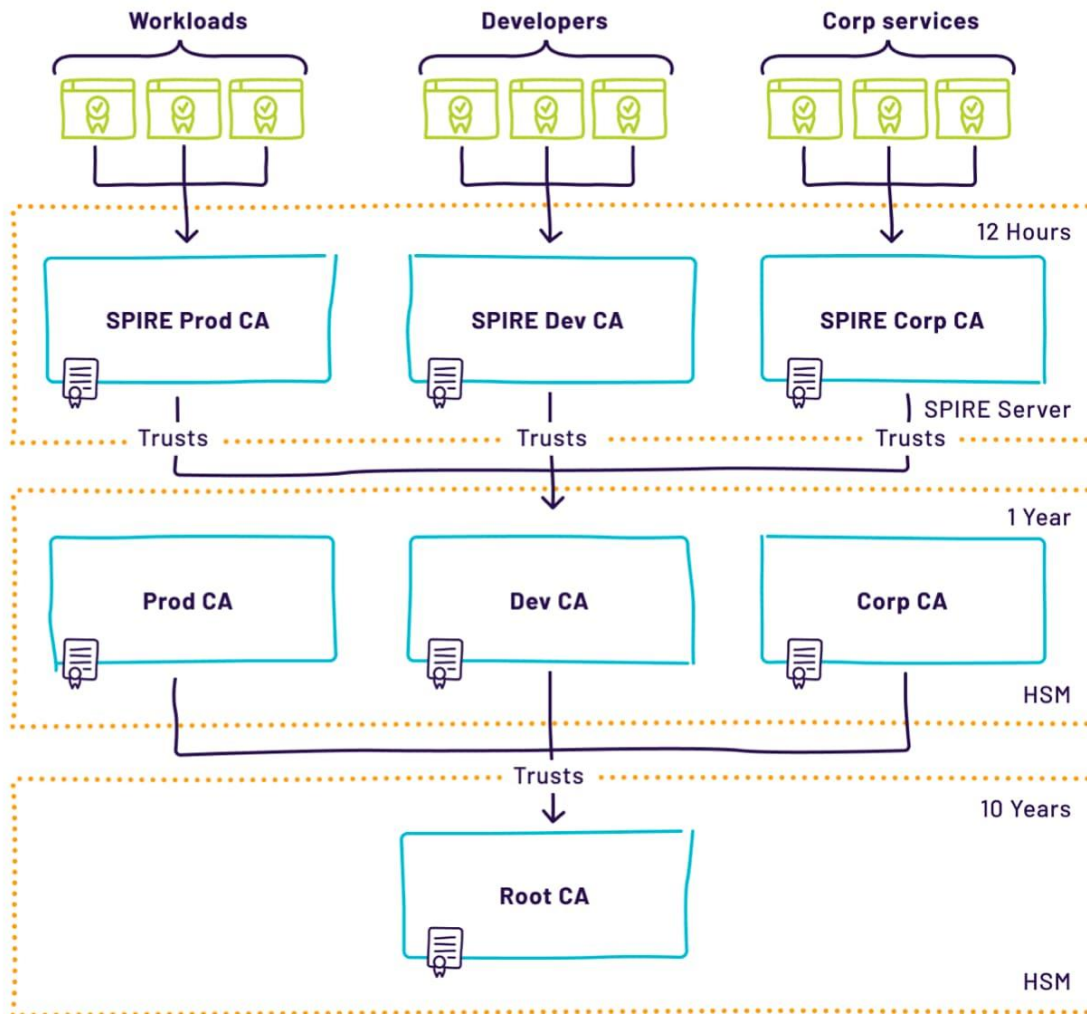 Workloads
Developers
Corp services
12 Hours
SPIRE Prod CA
SPIRE Dev CA
SPIRE Corp CA
SPIRE Server
Trusts
Trusts
Trusts
1 Year
Prod CA
Dev CA
Corp CA
HSM
Trusts
10 Years
Root CA
HSM